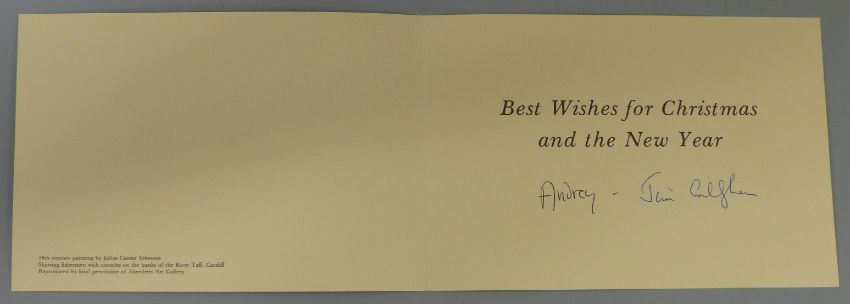 18th century painting by Julius Caesar Ibbetson
Showing fishermen with coracles on the banks of the River Taff, Cardiff
Reproduced by kind permission of Aberdeen Art Gallery
Best Wishes for Christmas
and the New Year
Audrey - Jim Callaghan